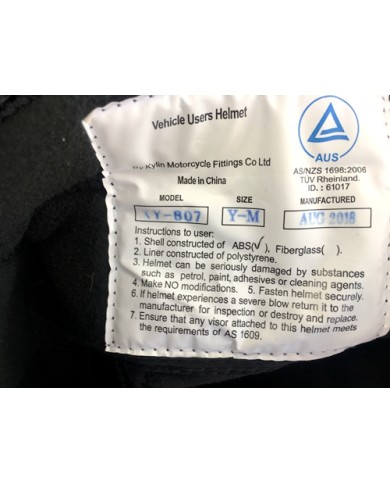 Vehicle Users Helmet
AUS
Kylin Motorcycle Fittings Co Ltd
AS/NZS 1698:2006
TÜV Rheinland.
ID. : 61017
Made in China
MODEL SIZE MANUFACTURED
-807 Y-M AUG 2018
Instructions to user:
1. Shell constructed of ABS(√), Fiberglass( ).
2. Liner constructed of polystyrene.
3. Helmet can be seriously damaged by substances
such as petrol, paint, adhesives or cleaning agents.
4. Make NO modifications. 5. Fasten helmet securely.
6. If helmet experiences a severe blow return it to the
manufacturer for inspection or destroy and replace.
7. Ensure that any visor attached to this helmet meets
the requirements of AS 1609.